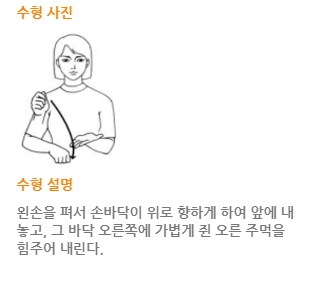 수형 사진
수형 설명
왼손을 펴서 손바닥이 위로 향하게 하여 앞에 내
놓고, 그 바닥 오른쪽에 가볍게 쥔 오른 주먹을
힘주어 내린다.